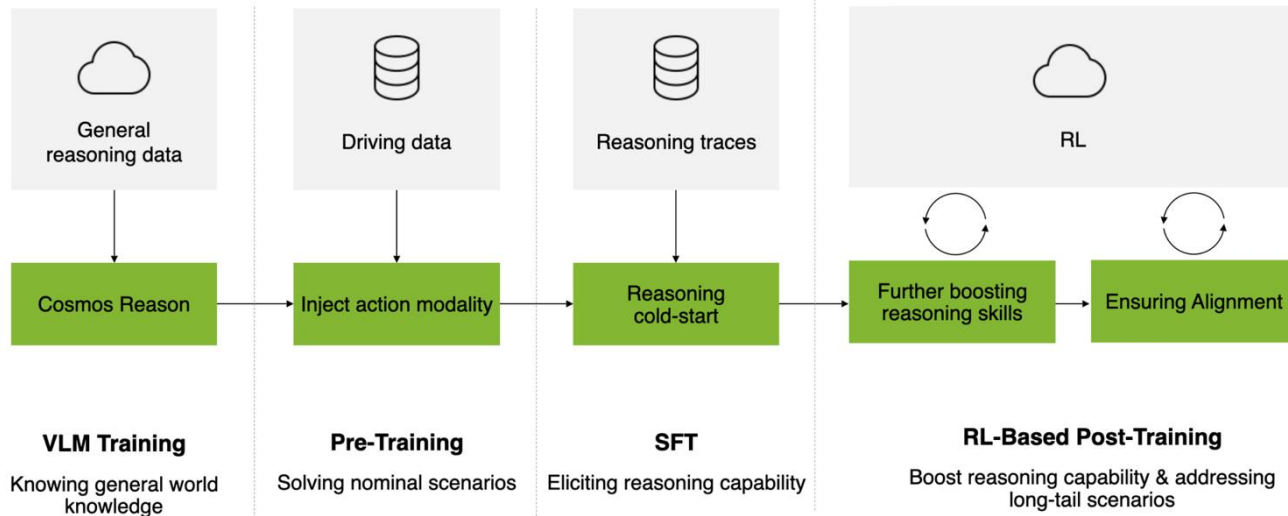 General
reasoning data
Driving data
Reasoning traces
RL
Cosmos Reason
Inject action modality
Reasoning
cold-start
Further boosting
reasoning skills
Ensuring Alignment
VLM Training
Knowing general world
knowledge
Pre-Training
Solving nominal scenarios
SFT
Eliciting reasoning capability
RL-Based Post-Training
Boost reasoning capability & addressing
long-tail scenarios